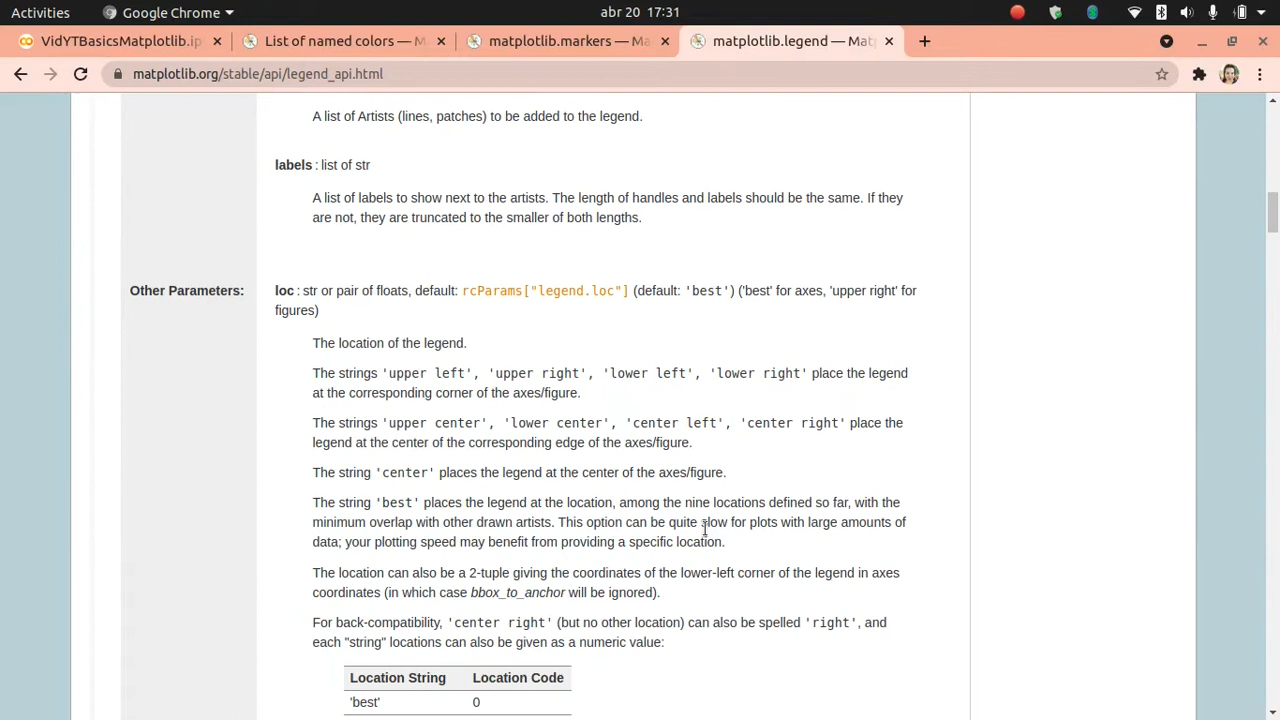 Activities
Google Chrome
abr 20 17:31
VidYTBasicsMatplotlib.ip
List of named colors — M
matplotlib.markers — Ma
matplotlib.legend — Mat
matplotlib.org/stable/api/legend_api.html
A list of Artists (lines, patches) to be added to the legend.
labels : list of str
A list of labels to show next to the artists. The length of handles and labels should be the same. If they
are not, they are truncated to the smaller of both lengths.
Other Parameters:
loc : str or pair of floats, default: rcParams["legend.loc"] (default: 'best') ('best' for axes, 'upper right' for
figures)
The location of the legend.
The strings 'upper left', 'upper right', 'lower left', 'lower right' place the legend
at the corresponding corner of the axes/figure.
The strings 'upper center', 'lower center', 'center left', 'center right' place the
legend at the center of the corresponding edge of the axes/figure.
The string 'center' places the legend at the center of the axes/figure.
The string 'best' places the legend at the location, among the nine locations defined so far, with the
minimum overlap with other drawn artists. This option can be quite slow for plots with large amounts of
data; your plotting speed may benefit from providing a specific location.
The location can also be a 2-tuple giving the coordinates of the lower-left corner of the legend in axes
coordinates (in which case bbox_to_anchor will be ignored).
For back-compatibility, 'center right' (but no other location) can also be spelled 'right', and
each "string" locations can also be given as a numeric value:
Location String Location Code
'best' 0